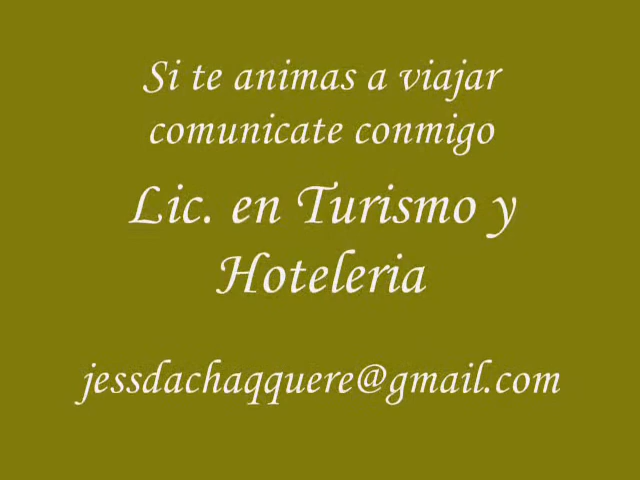 Si te animas a viajar
comunicate conmigo
Lic. en Turismo y
Hoteleria
jessdachaqquere@gmail.com